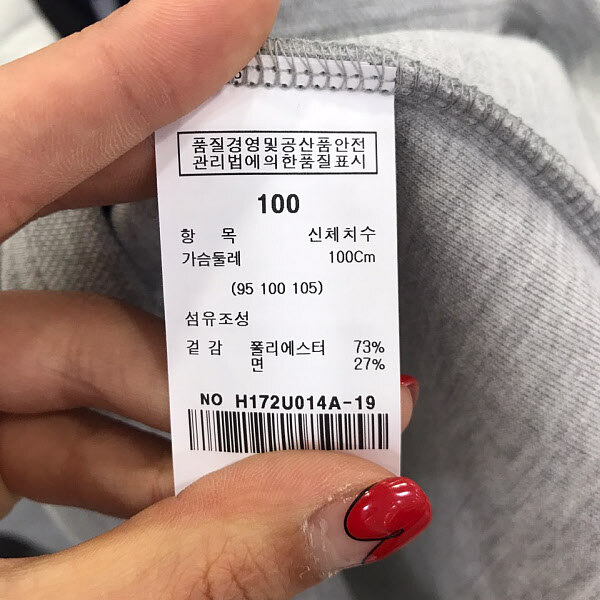 품질경영및공산품안전
관리법에의한품질표시
100
항 목 신체치수
가슴둘레 100Cm
(95 100 105)
섬유조성
겉 감 폴리에스터 73%
면 27%
NO H172U014A-19